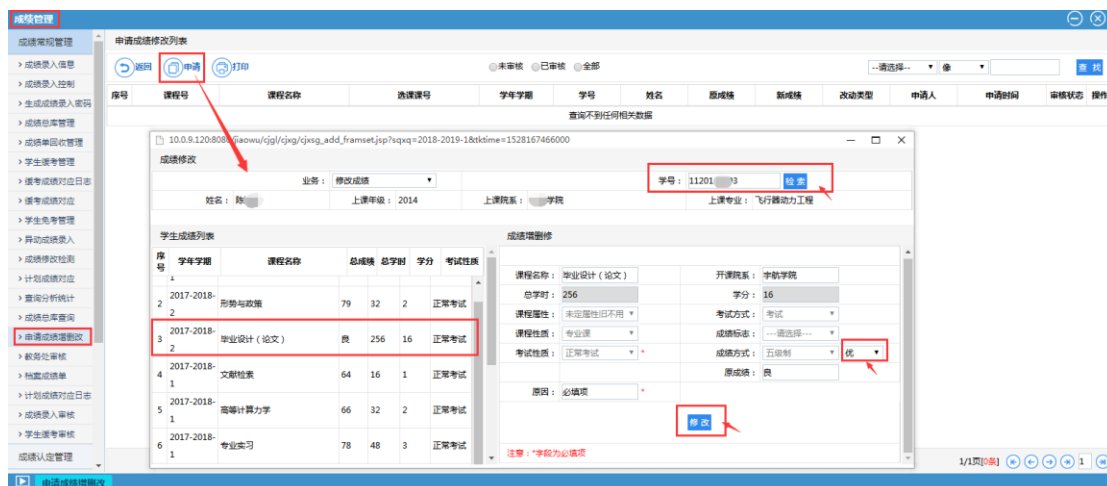 成绩管理
成绩常规管理
申请成绩修改列表
> 成绩录入信息
> 成绩录入控制
> 生成成绩录入密码
> 成绩总库管理
> 成绩单回收管理
> 学生缓考管理
> 缓考成绩对应日志
> 缓考成绩对应
> 学生免考管理
> 异动成绩录入
> 成绩修改检测
> 计划成绩对应
> 查询分析统计
> 成绩总库查询
> 申请成绩增删改
> 教务处审核
> 档案成绩单
> 计划成绩对应日志
> 成绩录入审核
> 学生缓考审核
成绩认定管理
返回 申请 打印 未审核 已审核 全部 --请选择-- 像 查 找
序号 课程号 课程名称 选课课号 学年学期 学号 姓名 原成绩 新成绩 改动类型 申请人 申请时间 审核状态 操作
查询不到任何相关数据
10.0.9.120:8080/jiaowu/cjgl/cjxg/cjxsg_add_framset.jsp?sqxq=2018-2019-1&tktime=1528167466000
成绩修改
业务： 修改成绩 学号： 11201 93 检 索
姓名： 陈 上课年级： 2014 上课院系： 学院 上课专业： 飞行器动力工程
学生成绩列表
序号 学年学期 课程名称 总成绩 总学时 学分 考试性质
1
2 2017-2018-2 形势与政策 79 32 2 正常考试
3 2017-2018-2 毕业设计（论文） 良 256 16 正常考试
4 2017-2018-1 文献检索 64 16 1 正常考试
5 2017-2018-1 高等计算力学 66 32 2 正常考试
6 2017-2018-1 专业实习 78 48 3 正常考试
成绩增删修
课程名称： 毕业设计（论文） 开课院系： 宇航学院
总学时： 256 学分： 16
课程属性： 未定属性旧不用 考试方式： 考试
课程性质： 专业课 成绩标志： ---请选择---
考试性质： 正常考试 * 成绩方式： 五级制 优
原成绩： 良
原因： 必填项 *
修 改
注意：*字段为必填项
1/1页[0条] 1
申请成绩增删改